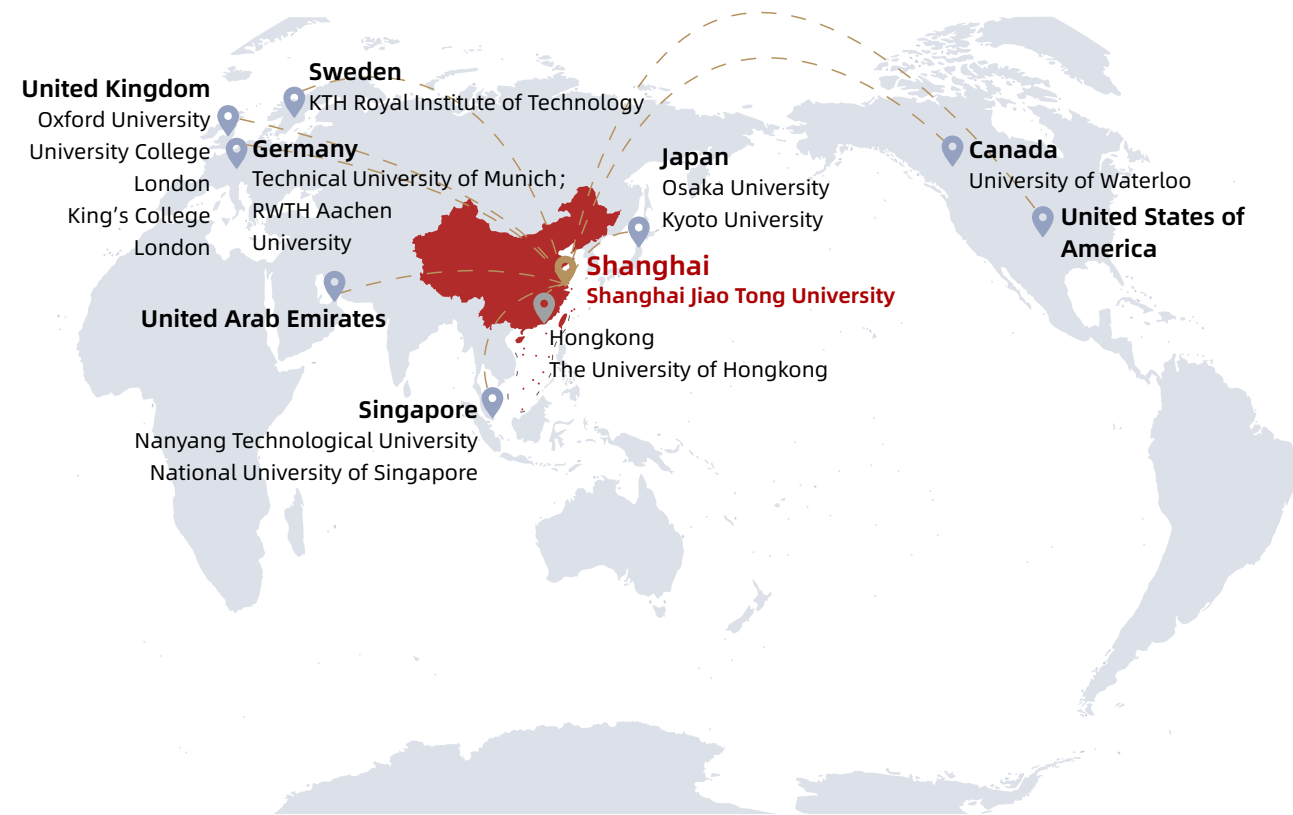 United Kingdom
Oxford University
University College
London
King's College
London
Sweden
KTH Royal Institute of Technology
Germany
Technical University of Munich;
RWTH Aachen
University
Japan
Osaka University
Kyoto University
Canada
University of Waterloo
United States of
America
Shanghai
Shanghai Jiao Tong University
United Arab Emirates
Hongkong
The University of Hongkong
Singapore
Nanyang Technological University
National University of Singapore